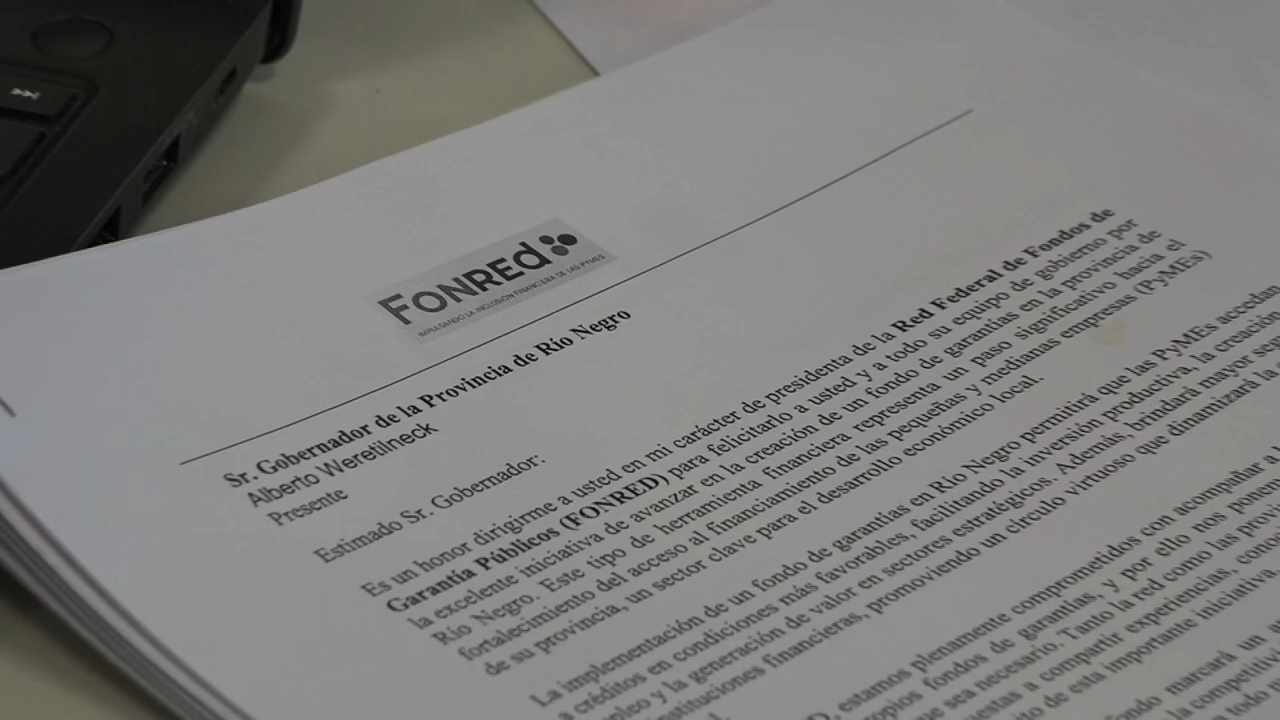 FONREd
IMPULSANDO LA INCLUSIÓN FINANCIERA DE LAS PYMES
Sr. Gobernador de la Provincia de Río Negro
Alberto Weretilneck
Presente
Estimado Sr. Gobernador:
Es un honor dirigirme a usted en mi carácter de presidenta de la Red Federal de Fondos de
Garantía Públicos (FONRED) para felicitarlo a usted y a todo su equipo de gobierno por
la excelente iniciativa de avanzar en la creación de un fondo de garantías en la provincia de
Río Negro. Este tipo de herramienta financiera representa un paso significativo hacia el
fortalecimiento del acceso al financiamiento de las pequeñas y medianas empresas (PyMEs)
de su provincia, un sector clave para el desarrollo económico local.
La implementación de un fondo de garantías en Río Negro permitirá que las PyMEs accedan
a créditos en condiciones más favorables, facilitando la inversión productiva, la creación
y la generación de valor en sectores estratégicos. Además, brindará mayor
financieras, promoviendo un círculo virtuoso que dinamizará la
estamos plenamente comprometidos con acompañar a
fondos de garantías, y por ello nos
que sea necesario. Tanto la red como las
a compartir experiencias,
de esta importante iniciativa.
marcará un
la
todo